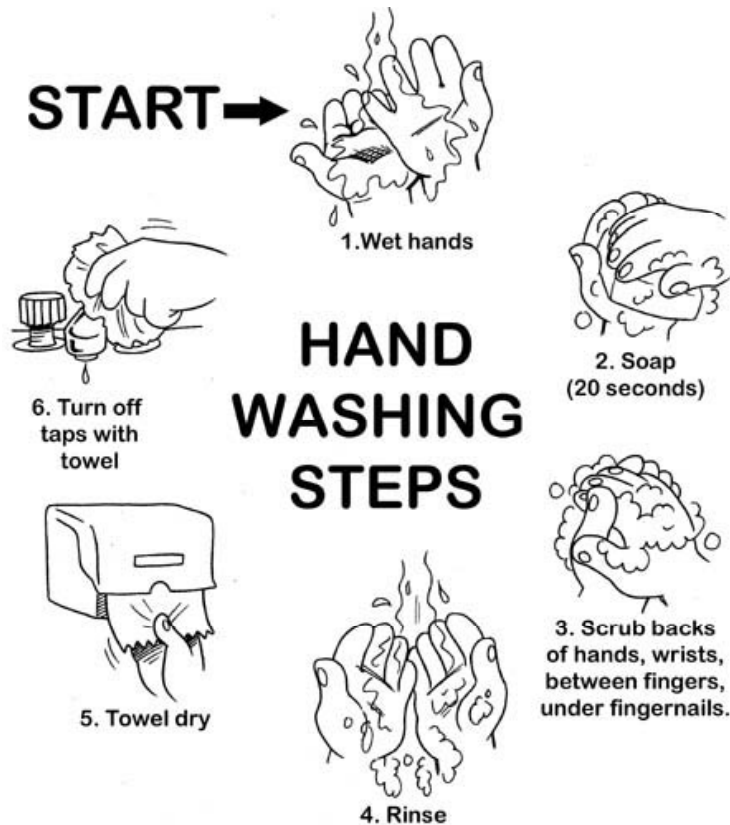 START
1.Wet hands
2. Soap
(20 seconds)
3. Scrub backs
of hands, wrists,
between fingers,
under fingernails.
4. Rinse
5. Towel dry
6. Turn off
taps with
towel
HAND
WASHING
STEPS